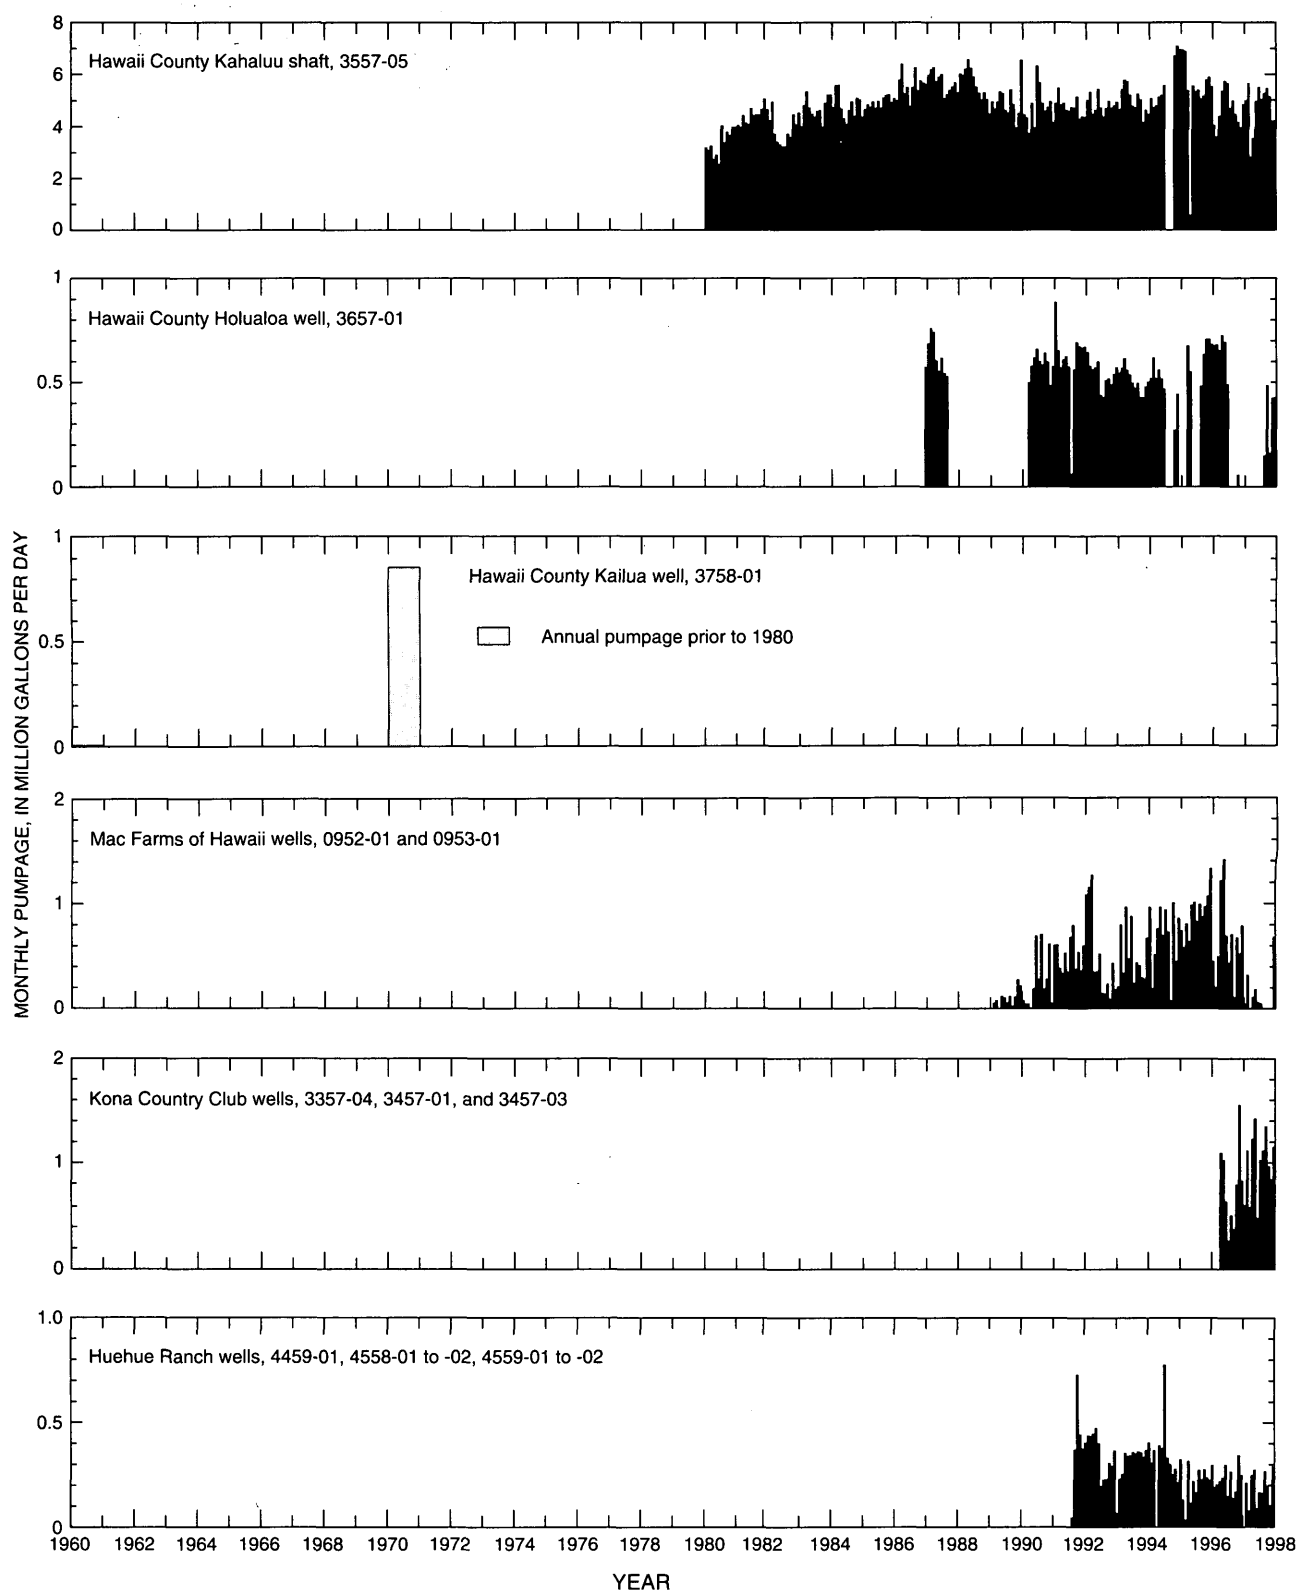 8
Hawaii County Kahaluu shaft, 3557-05
6
4
2
0
1
Hawaii County Holualoa well, 3657-01
0.5
0
1
Hawaii County Kailua well, 3758-01
0.5
Annual pumpage prior to 1980
0
MONTHLY PUMPAGE, IN MILLION GALLONS PER DAY
2
Mac Farms of Hawaii wells, 0952-01 and 0953-01
1
0
2
Kona Country Club wells, 3357-04, 3457-01, and 3457-03
1
0
1.0
Huehue Ranch wells, 4459-01, 4558-01 to -02, 4559-01 to -02
0.5
0
1960 1962 1964 1966 1968 1970 1972 1974 1976 1978 1980 1982 1984 1986 1988 1990 1992 1994 1996 1998
YEAR